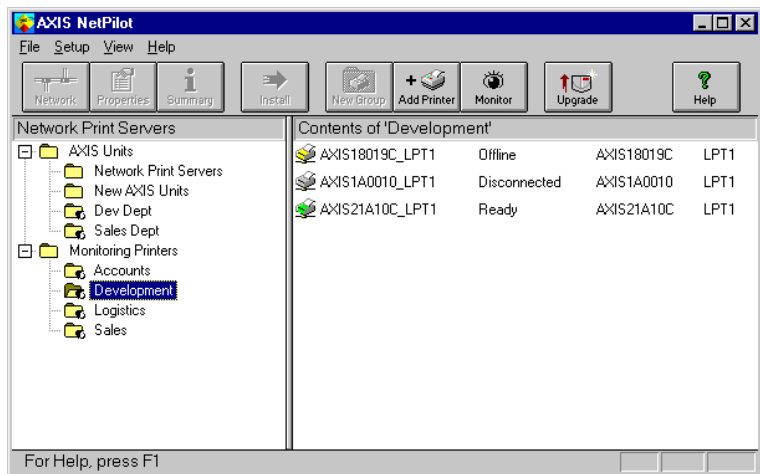 AXIS NetPilot
File Setup View Help
Network Properties Summary Install New Group Add Printer Monitor Upgrade Help
Network Print Servers Contents of 'Development'
AXIS Units
Network Print Servers
New AXIS Units
Dev Dept
Sales Dept
Monitoring Printers
Accounts
Development
Logistics
Sales
AXIS18019C_LPT1 Offline AXIS18019C LPT1
AXIS1A0010_LPT1 Disconnected AXIS1A0010 LPT1
AXIS21A10C_LPT1 Ready AXIS21A10C LPT1
For Help, press F1